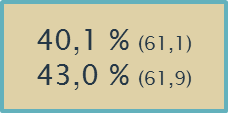 40,1 % (61,1)
43,0 % (61,9)